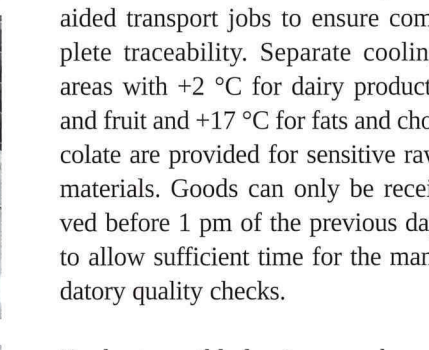 aided transport jobs to ensure com
plete traceability. Separate coolin
areas with +2 °C for dairy product
and fruit and +17 °C for fats and cho
colate are provided for sensitive rav
materials. Goods can only be recei
ved before 1 pm of the previous da
to allow sufficient time for the man
datory quality checks.